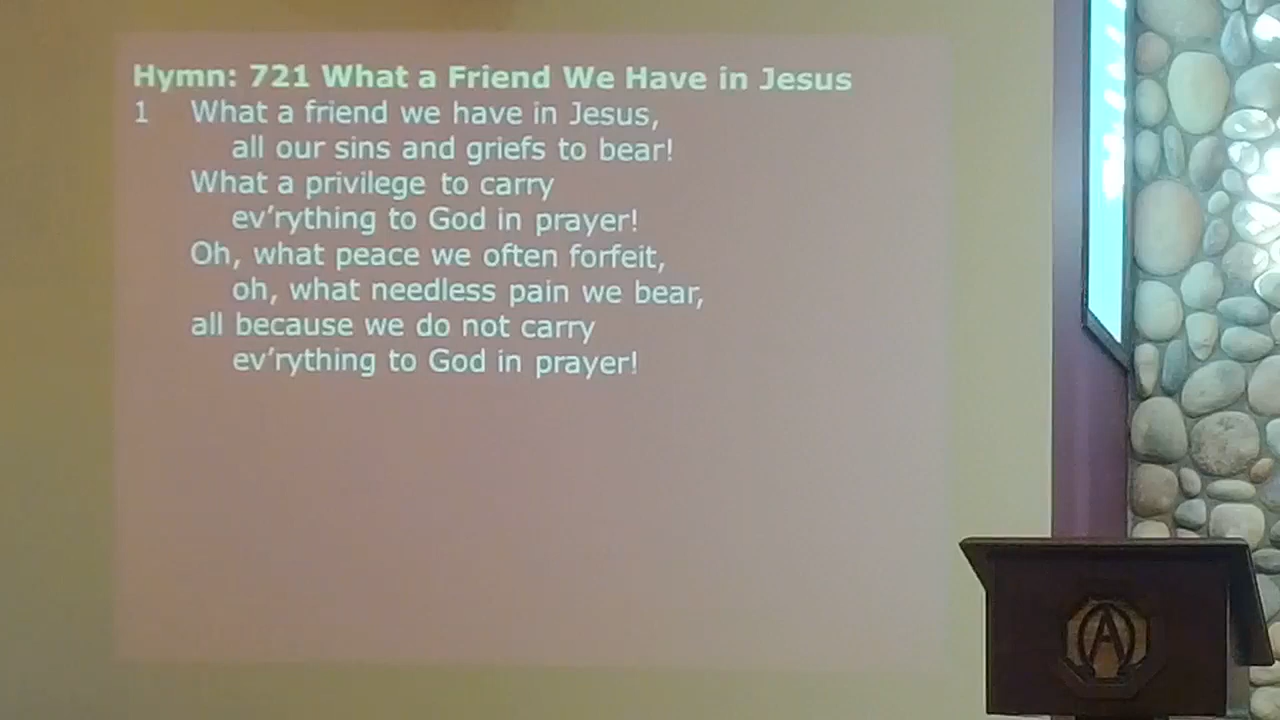 Hymn: 721 What a Friend We Have in Jesus
1 What a friend we have in Jesus,
all our sins and griefs to bear!
What a privilege to carry
ev’rything to God in prayer!
Oh, what peace we often forfeit,
oh, what needless pain we bear,
all because we do not carry
ev’rything to God in prayer!
ΑΩ